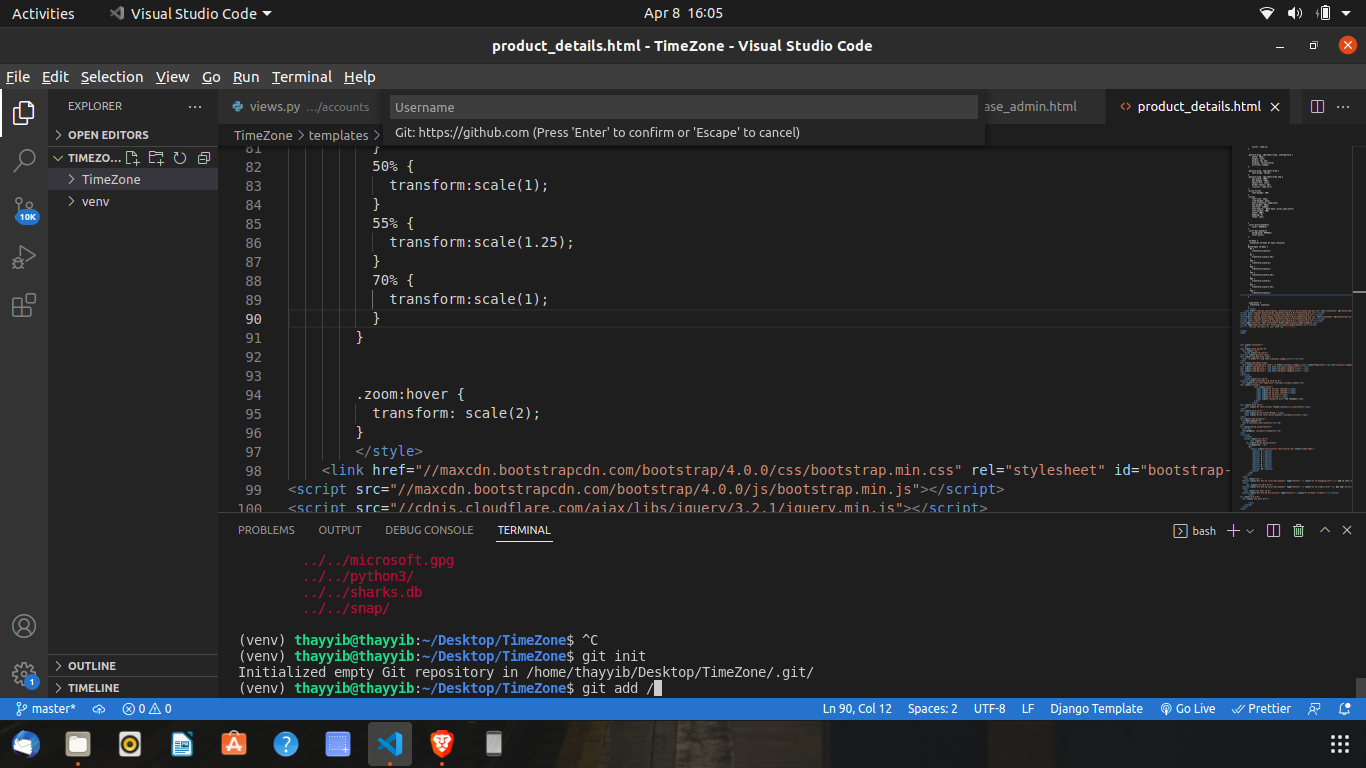 Activities
Visual Studio Code
Apr 8 16:05
product_details.html - TimeZone - Visual Studio Code
File Edit Selection View Go Run Terminal Help
EXPLORER
views.py .../accounts
Username
ase_admin.html
product_details.html
Git: https://github.com (Press 'Enter' to confirm or 'Escape' to cancel)
OPEN EDITORS
TimeZone > templates >
TIMEZO...
TimeZone
venv
10K
81 }
82 50% {
83 transform:scale(1);
84 }
85 55% {
86 transform:scale(1.25);
87 }
88 70% {
89 transform:scale(1);
90 }
91 }
92
93
94 .zoom:hover {
95 transform: scale(2);
96 }
97 </style>
98 <link href="//maxcdn.bootstrapcdn.com/bootstrap/4.0.0/css/bootstrap.min.css" rel="stylesheet" id="bootstrap-
99 <script src="//maxcdn.bootstrapcdn.com/bootstrap/4.0.0/js/bootstrap.min.js"></script>
100 <script src="//cdnjs.cloudflare.com/ajax/libs/jquery/3.2.1/jquery.min.js"></script>
PROBLEMS OUTPUT DEBUG CONSOLE TERMINAL
bash
../../microsoft.gpg
../../python3/
../../sharks.db
../../snap/
(venv) thayyib@thayyib:~/Desktop/TimeZone$ ^C
(venv) thayyib@thayyib:~/Desktop/TimeZone$ git init
Initialized empty Git repository in /home/thayyib/Desktop/TimeZone/.git/
(venv) thayyib@thayyib:~/Desktop/TimeZone$ git add /
OUTLINE
TIMELINE
1
master* 0 0
Ln 90, Col 12 Spaces: 2 UTF-8 LF Django Template Go Live Prettier